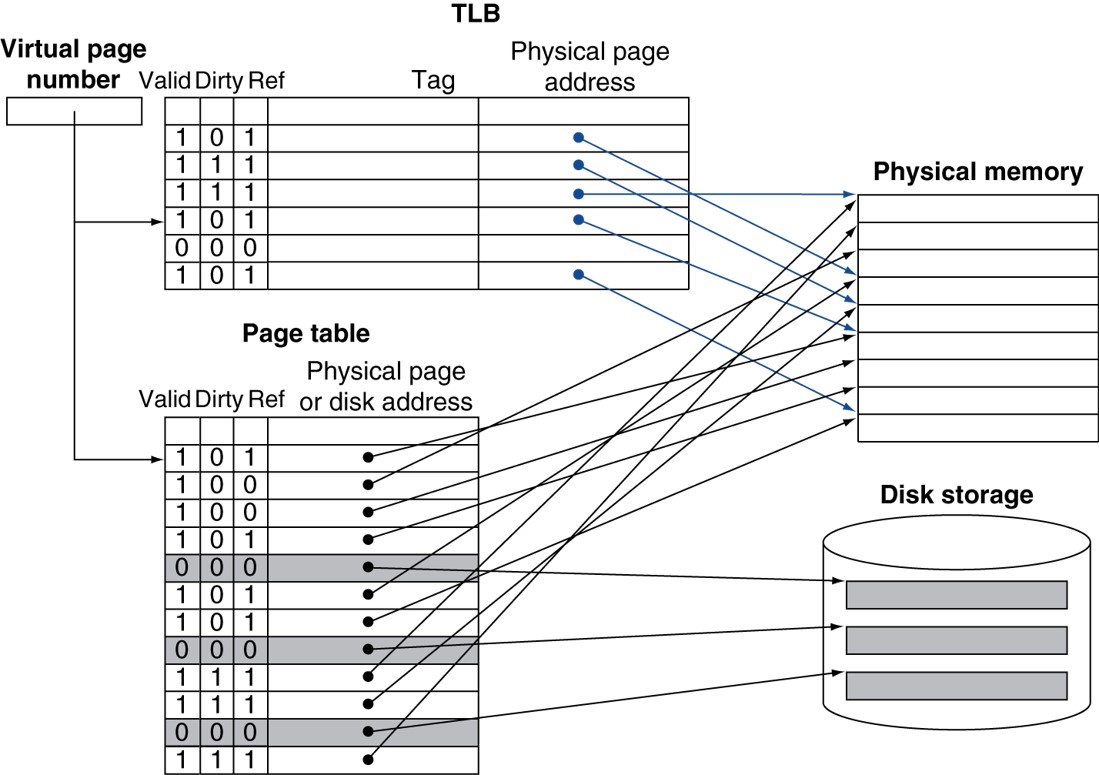 TLB
Virtual page
number
Valid Dirty Ref
Tag
Physical page
address
1 0 1
1 1 1
1 1 1
1 0 1
0 0 0
1 0 1
Physical memory
Page table
Valid Dirty Ref
Physical page
or disk address
1 0 1
1 0 0
1 0 0
1 0 1
0 0 0
1 0 1
1 0 1
0 0 0
1 1 1
1 1 1
0 0 0
1 1 1
Disk storage